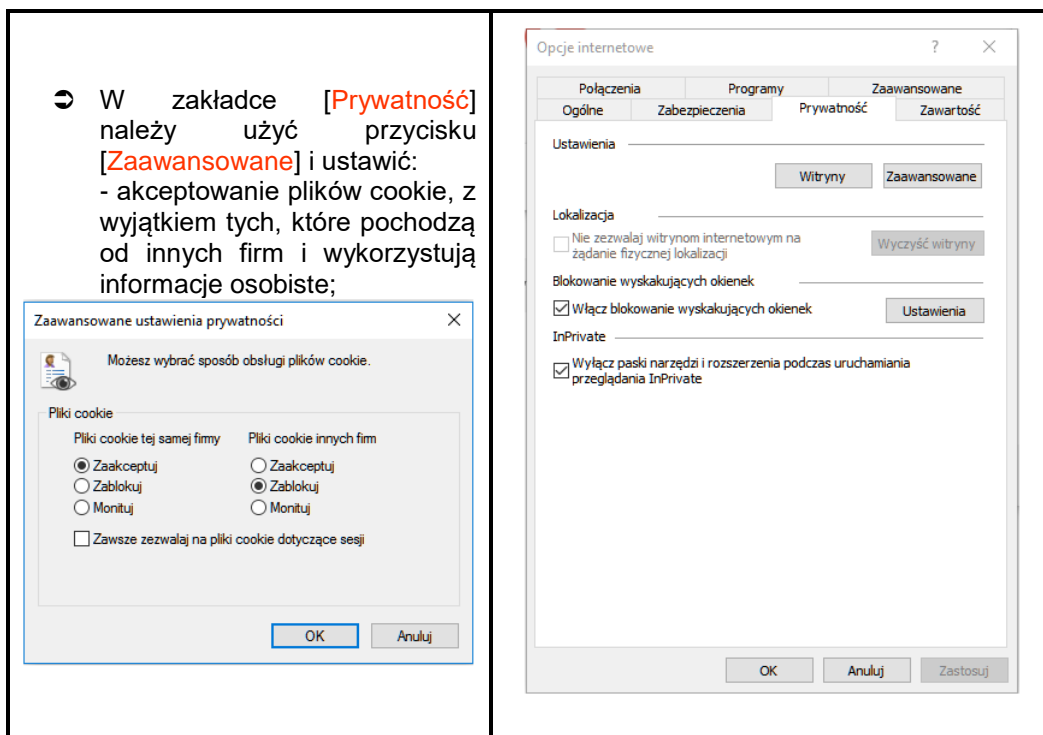 ➲ W zakładce [Prywatność]
należy użyć przycisku
[Zaawansowane] i ustawić:
- akceptowanie plików cookie, z
wyjątkiem tych, które pochodzą
od innych firm i wykorzystują
informacje osobiste;
Zaawansowane ustawienia prywatności
Możesz wybrać sposób obsługi plików cookie.
Pliki cookie
Pliki cookie tej samej firmy Pliki cookie innych firm
Zaakceptuj Zaakceptuj
Zablokuj Zablokuj
Monituj Monituj
Zawsze zezwalaj na pliki cookie dotyczące sesji
OK Anuluj
Opcje internetowe ?
Połączenia Programy Zaawansowane
Ogólne Zabezpieczenia Prywatność Zawartość
Ustawienia
Witryny Zaawansowane
Lokalizacja
Nie zezwalaj witrynom internetowym na
żądanie fizycznej lokalizacji
Wyczyść witryny
Blokowanie wyskakujących okienek
Włącz blokowanie wyskakujących okienek Ustawienia
InPrivate
Wyłącz paski narzędzi i rozszerzenia podczas uruchamiania
przeglądania InPrivate
OK Anuluj Zastosuj